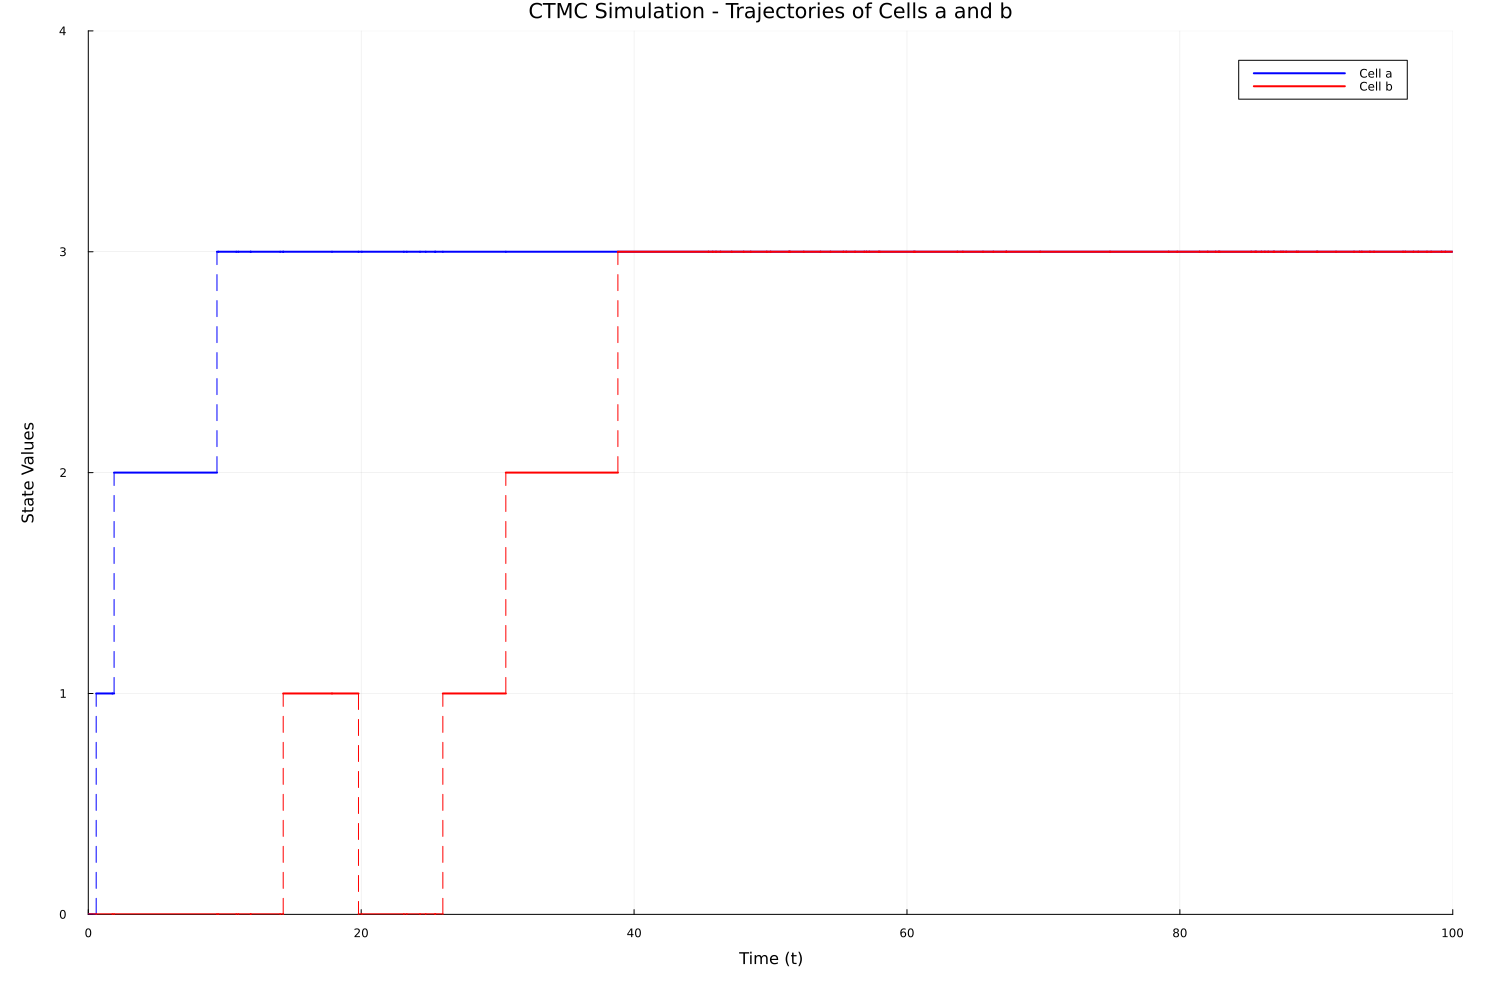 CTMC Simulation - Trajectories of Cells a and b
Cell a
Cell b
State Values
4
3
2
1
0
0 20 40 60 80 100
Time (t)